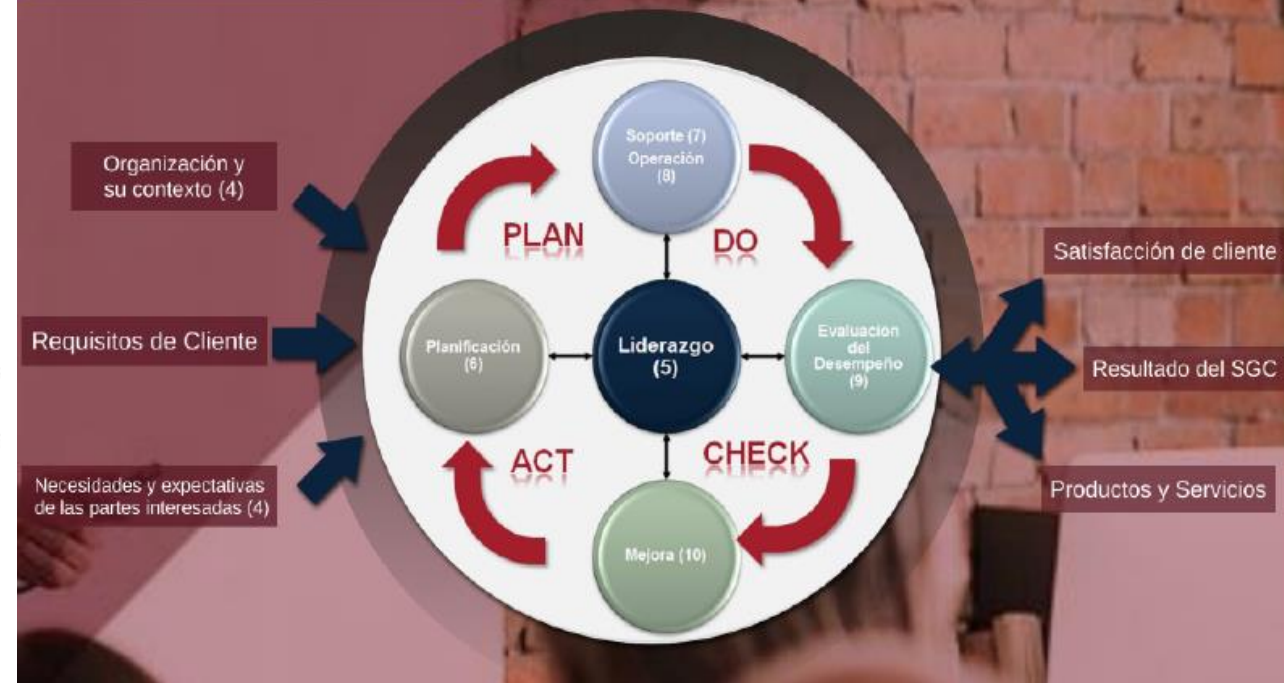 Organización y
su contexto (4)
Requisitos de Cliente
Necesidades y expectativas
de las partes interesadas (4)
Soporte (7)
Operación
(8)
PLAN
DO
Planificación
(6)
Liderazgo
(5)
Evaluación
del
Desempeño
(9)
ACT
CHECK
Mejora (10)
Satisfacción de cliente
Resultado del SGC
Productos y Servicios